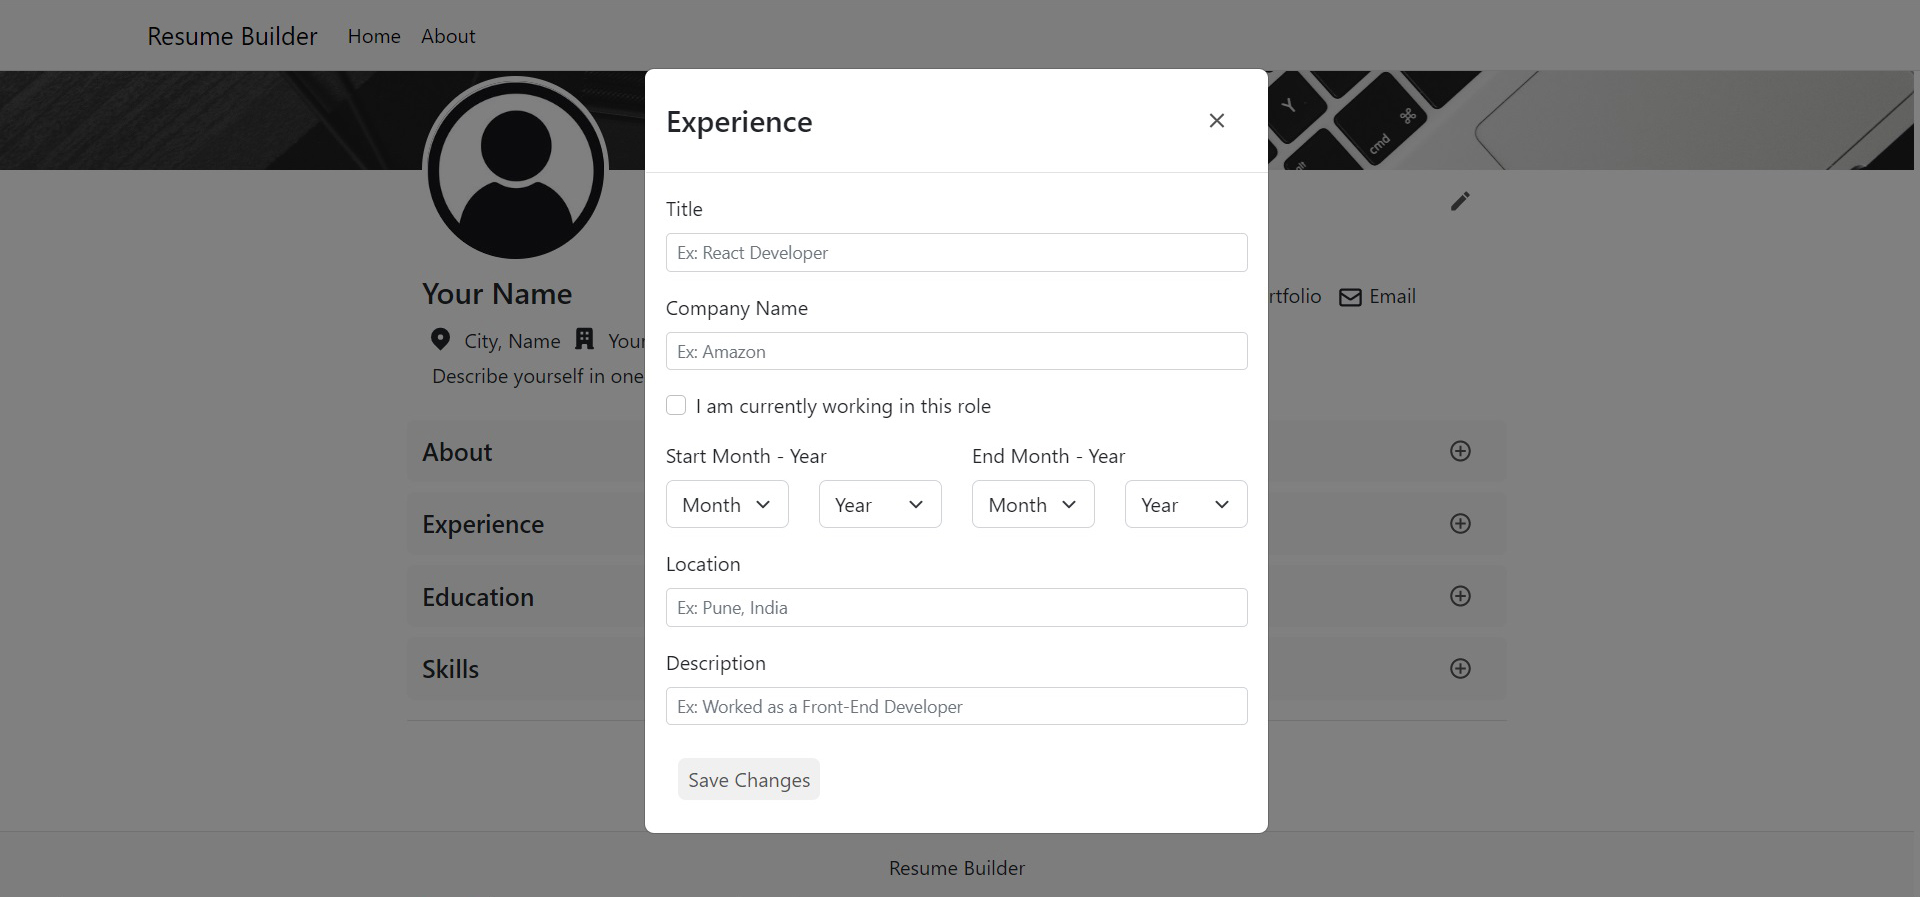 Resume Builder Home About
Y
cmd
Experience
Title
Ex: React Developer
Company Name
Ex: Amazon
I am currently working in this role
Start Month - Year End Month - Year
Month Year Month Year
Location
Ex: Pune, India
Description
Ex: Worked as a Front-End Developer
Save Changes
Your Name
rtfolio Email
City, Name Your
Describe yourself in one
About
Experience
Education
Skills
Resume Builder